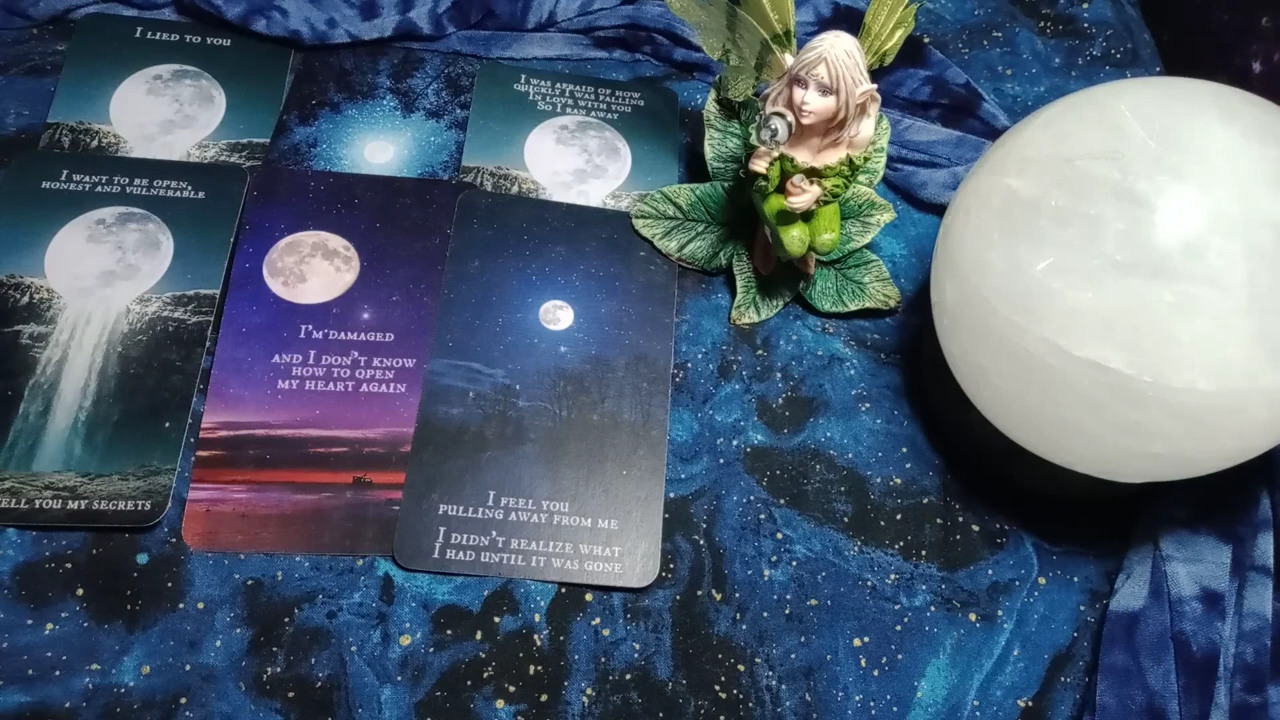 I LIED TO YOU
I WAS AFRAID OF HOW
QUICKLY I WAS FALLING
IN LOVE WITH YOU
SO I RAN AWAY
I WANT TO BE OPEN,
HONEST AND VULNERABLE
ELL YOU MY SECRETS
I'M DAMAGED
AND I DON'T KNOW
HOW TO OPEN
MY HEART AGAIN
I FEEL YOU
PULLING AWAY FROM ME
I DIDN'T REALIZE WHAT
I HAD UNTIL IT WAS GONE